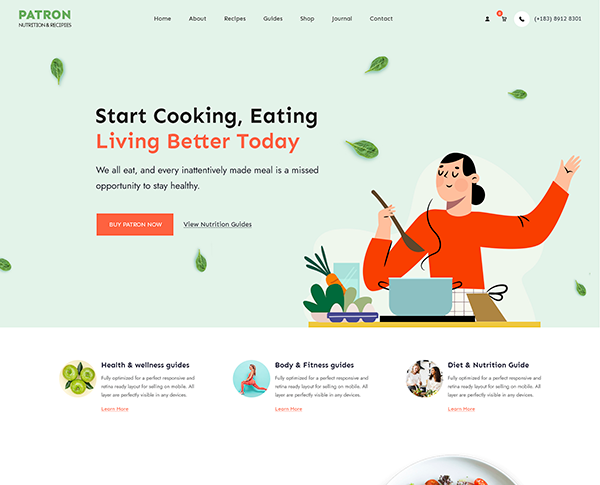 PATRON
NUTRITION & RECIPIES
Home About Recipes Guides Shop Journal Contact
(+183) 8912 8301
Start Cooking, Eating
Living Better Today
We all eat, and every inattentively made meal is a missed
opportunity to stay healthy.
BUY PATRON NOW View Nutrition Guides
Health & wellness guides
Fully optimized for a perfect responsive and
retina ready layout for selling on mobile. All
layer are perfectly visible in any devices.
Learn More
Body & Fitness guides
Fully optimized for a perfect responsive and
retina ready layout for selling on mobile. All
layer are perfectly visible in any devices.
Learn More
Diet & Nutrition Guide
Fully optimized for a perfect responsive and
retina ready layout for selling on mobile. All
layer are perfectly visible in any devices.
Learn More